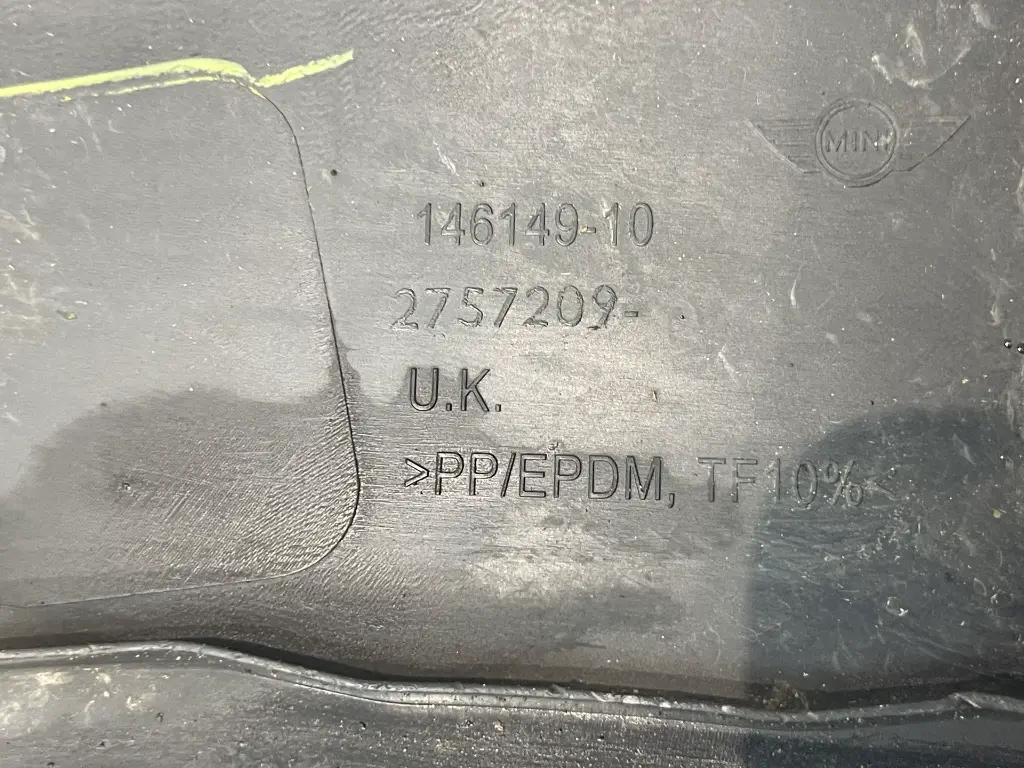 MINI
146149-10
2757209-
U.K.
>PP/EPDM, TF10%<